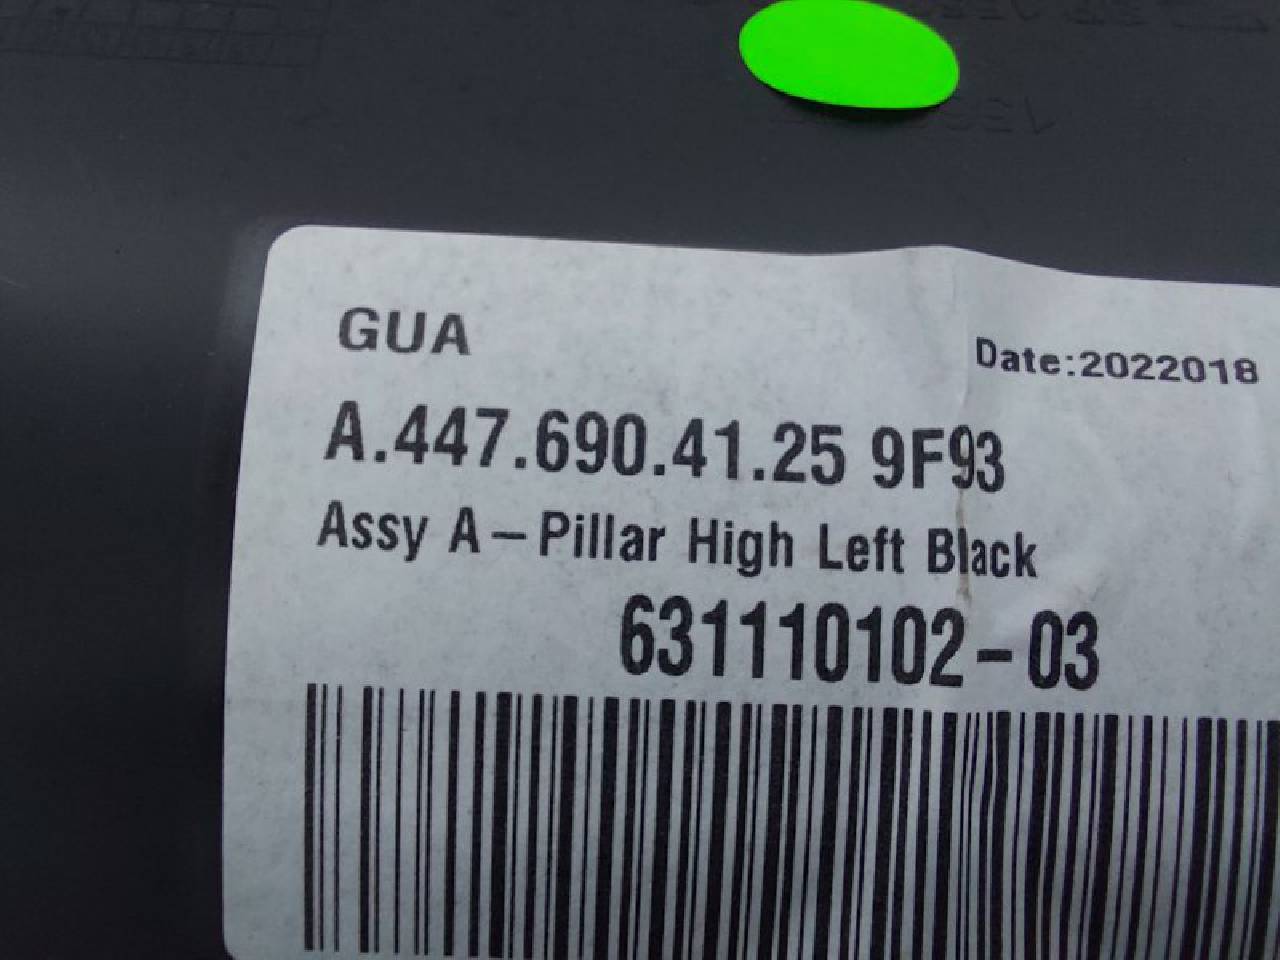 GUA
Date:2022018
A.447.690.41.25 9F93
Assy A-Pillar High Left Black
631110102-03